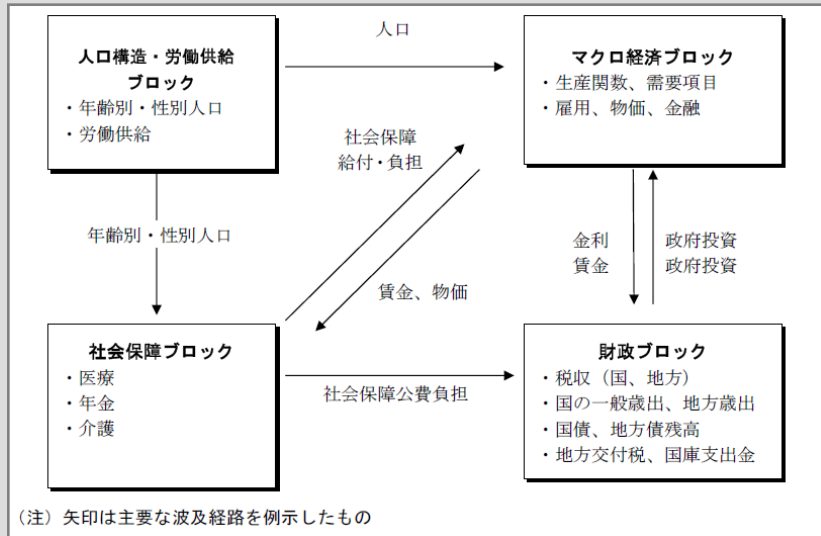 人口構造・労働供給
ブロック
・年齢別・性別人口
・労働供給
人口
マクロ経済ブロック
・生産関数、需要項目
・雇用、物価、金融
社会保障
給付・負担
年齢別・性別人口
賃金、物価
金利
賃金
政府投資
政府投資
社会保障ブロック
・医療
・年金
・介護
社会保障公費負担
財政ブロック
・税収（国、地方）
・国の一般歳出、地方歳出
・国債、地方債残高
・地方交付税、国庫支出金
（注）矢印は主要な波及経路を例示したもの